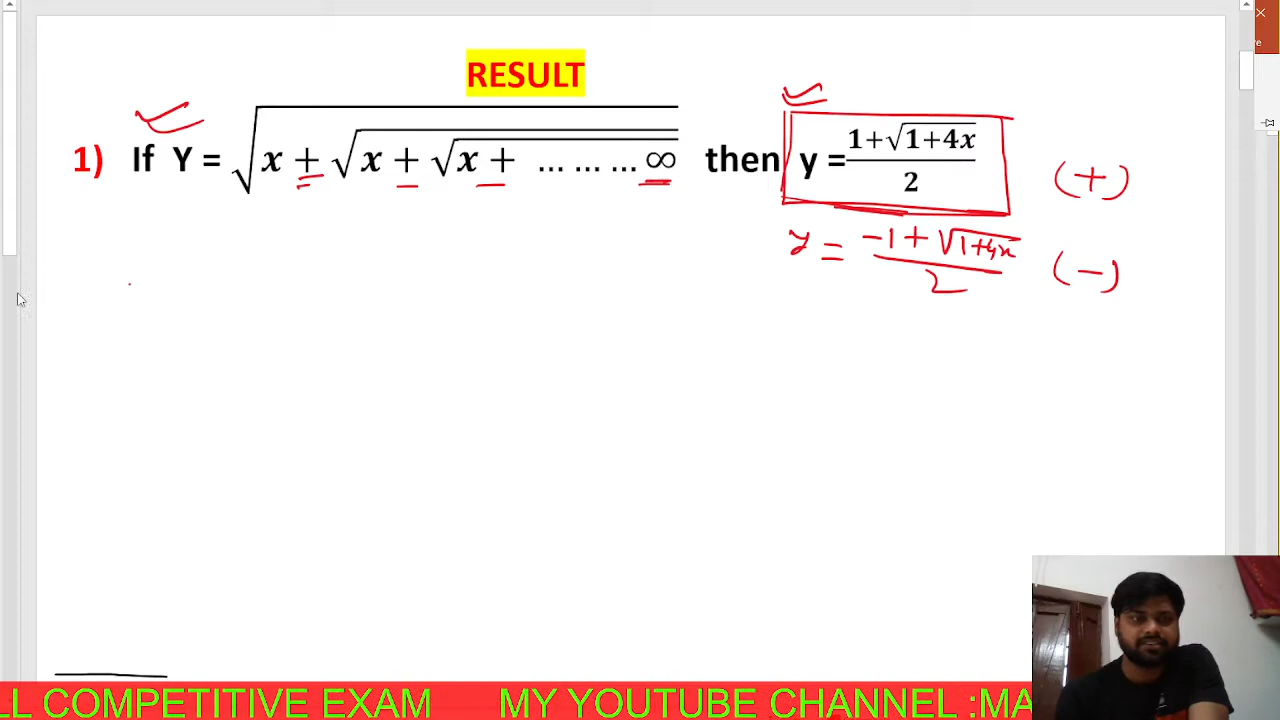 RESULT
1) If Y = √(x + √(x + √(x + ... ... ... ∞ then y = (1+√(1+4x))/2 (+)
y = (-1+√(1+4x))/2 (-)
LL COMPETITIVE EXAM MY YOUTUBE CHANNEL :MA